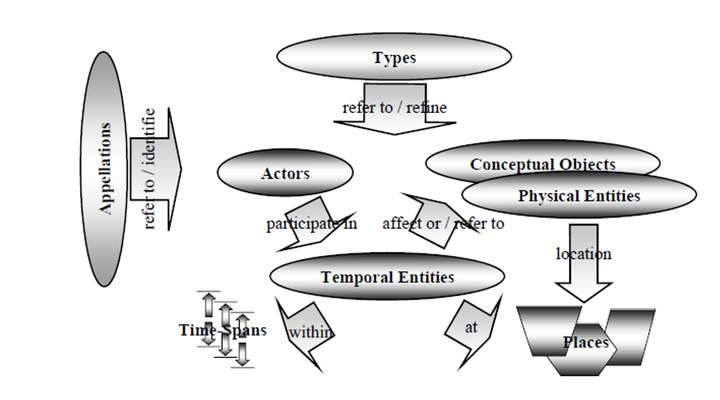 Types
refer to / refine
Appellations
refer to / identifie
Actors
Conceptual Objects
Physical Entities
participate in
affect or / refer to
location
Temporal Entities
Time-Spans
within
at
Places